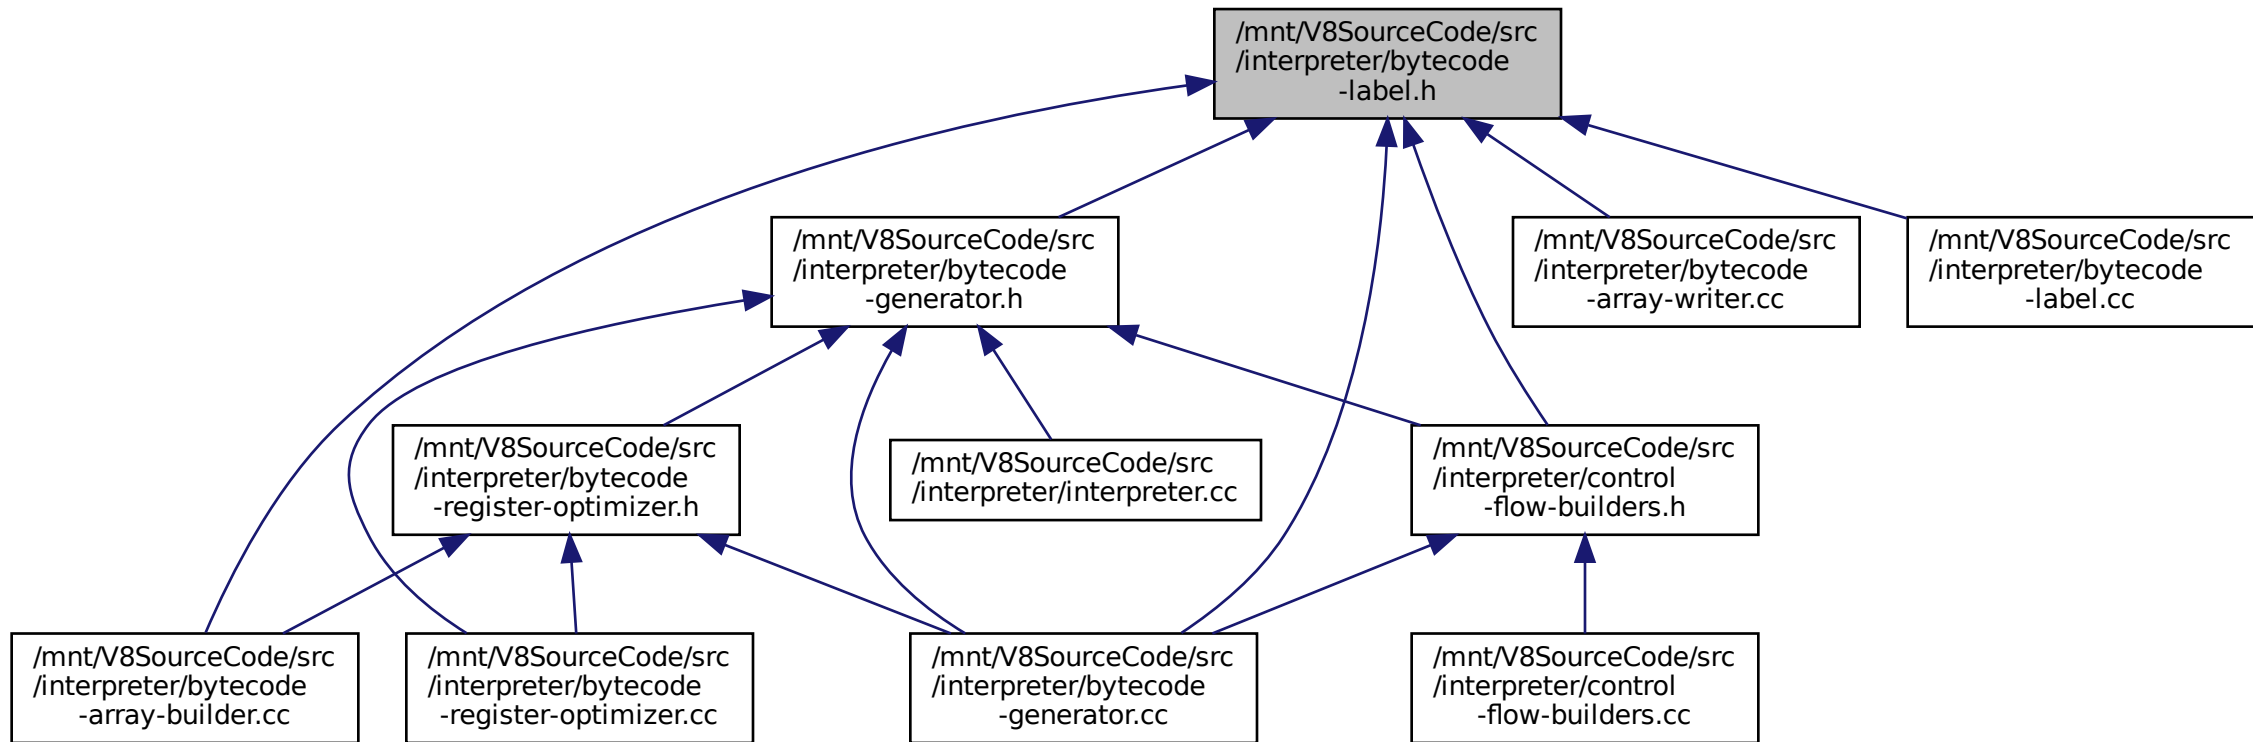 /mnt/V8SourceCode/src
/interpreter/bytecode
-label.h
/mnt/V8SourceCode/src
/interpreter/bytecode
-generator.h
/mnt/V8SourceCode/src
/interpreter/bytecode
-array-writer.cc
/mnt/V8SourceCode/src
/interpreter/bytecode
-label.cc
/mnt/V8SourceCode/src
/interpreter/bytecode
-register-optimizer.h
/mnt/V8SourceCode/src
/interpreter/interpreter.cc
/mnt/V8SourceCode/src
/interpreter/control
-flow-builders.h
/mnt/V8SourceCode/src
/interpreter/bytecode
-array-builder.cc
/mnt/V8SourceCode/src
/interpreter/bytecode
-register-optimizer.cc
/mnt/V8SourceCode/src
/interpreter/bytecode
-generator.cc
/mnt/V8SourceCode/src
/interpreter/control
-flow-builders.cc